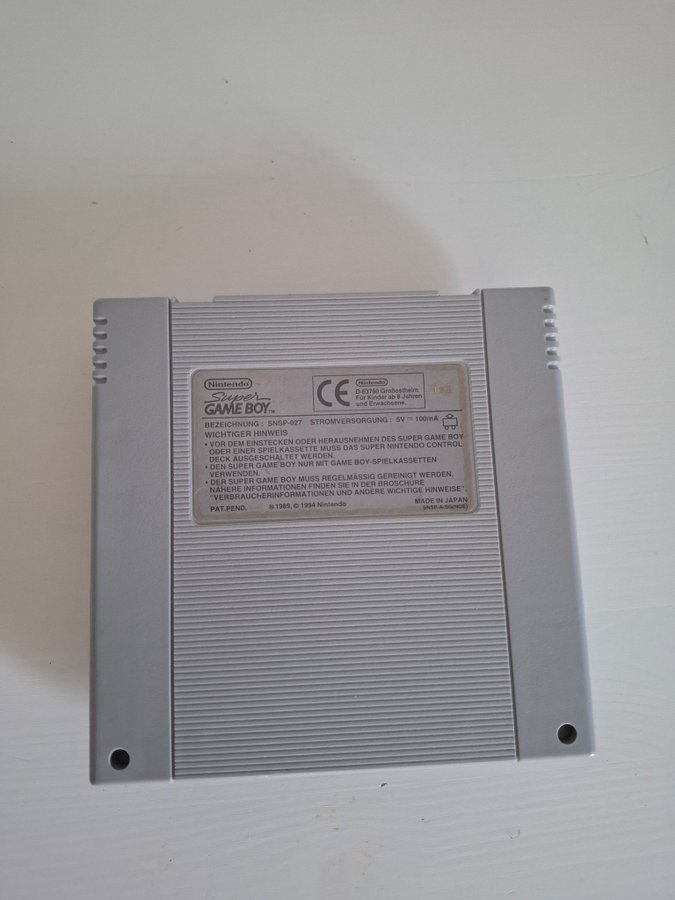 Nintendo
Super
GAME BOY™
CE
Nintendo
D-63760 Großostheim
Für Kinder ab 8 Jahren
und Erwachsene.
BEZEICHNUNG : SNSP-027 STROMVERSORGUNG : 5V ⎓ 100mA
WICHTIGER HINWEIS
• VOR DEM EINSTECKEN ODER HERAUSNEHMEN DES SUPER GAME BOY
ODER EINER SPIELKASSETTE MUSS DAS SUPER NINTENDO CONTROL
DECK AUSGESCHALTET WERDEN.
• DEN SUPER GAME BOY NUR MIT GAME BOY-SPIELKASSETTEN
VERWENDEN.
• DER SUPER GAME BOY MUSS REGELMÄSSIG GEREINIGT WERDEN.
NÄHERE INFORMATIONEN FINDEN SIE IN DER BROSCHÜRE
"VERBRAUCHERINFORMATIONEN UND ANDERE WICHTIGE HINWEISE".
PAT.PEND. ®1989, © 1994 Nintendo
MADE IN JAPAN
SNSP-A-SG(NOE)